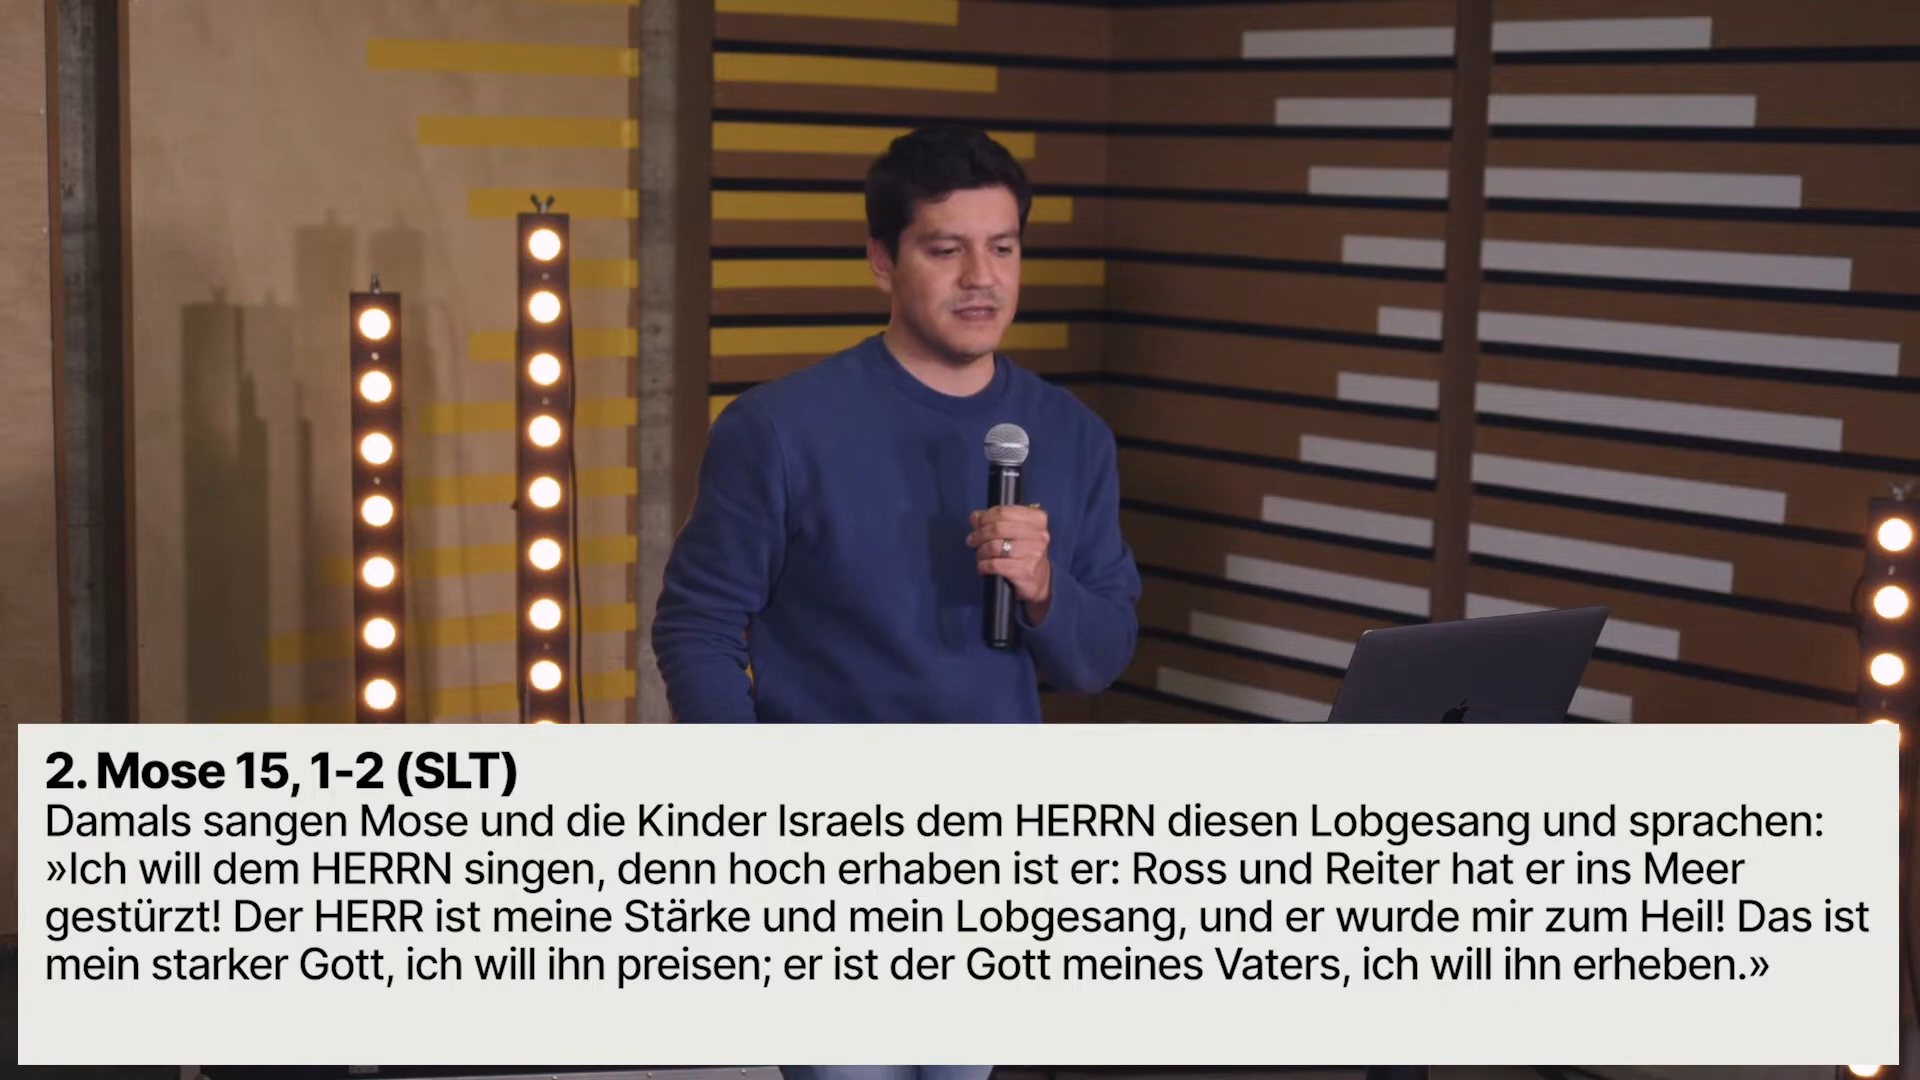 2. Mose 15, 1-2 (SLT)
Damals sangen Mose und die Kinder Israels dem HERRN diesen Lobgesang und sprachen:
»Ich will dem HERRN singen, denn hoch erhaben ist er: Ross und Reiter hat er ins Meer
gestürzt! Der HERR ist meine Stärke und mein Lobgesang, und er wurde mir zum Heil! Das ist
mein starker Gott, ich will ihn preisen; er ist der Gott meines Vaters, ich will ihn erheben.»